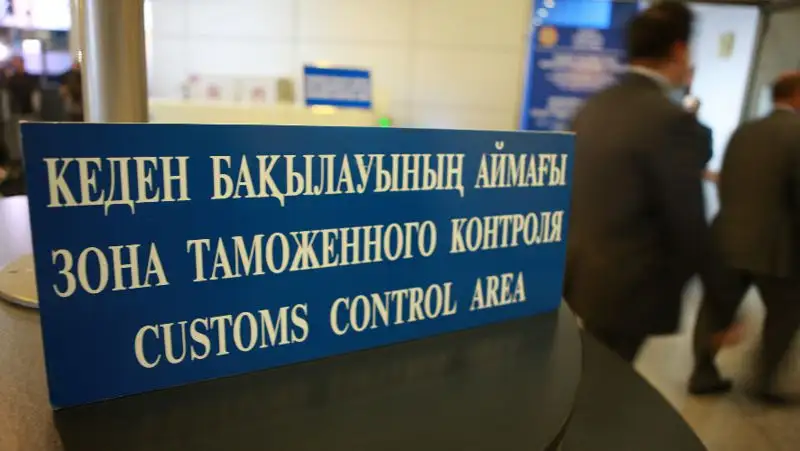 КЕДЕН БАҚЫЛАУЫНЫҢ АЙМАҒЫ
ЗОНА ТАМОЖЕННОГО КОНТРОЛЯ
CUSTOMS CONTROL AREA